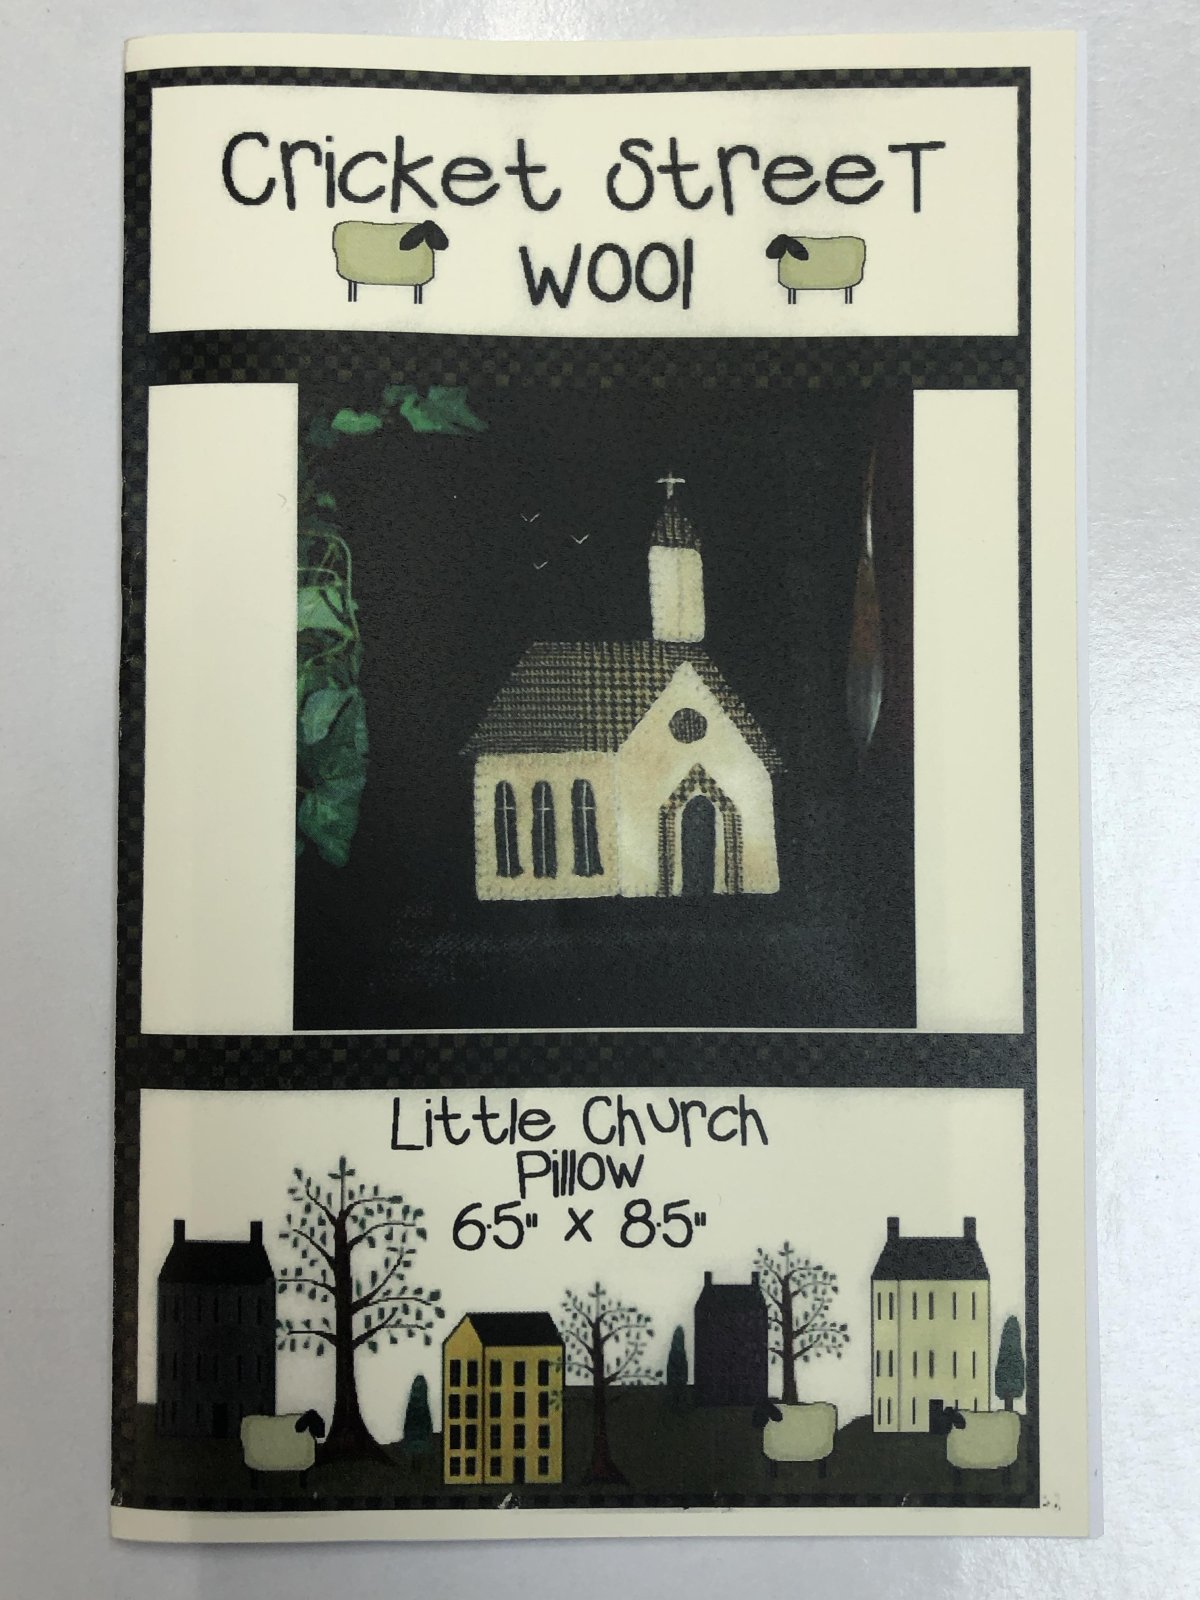 Cricket Street
Wool
Little Church
Pillow
6.5" x 8.5"